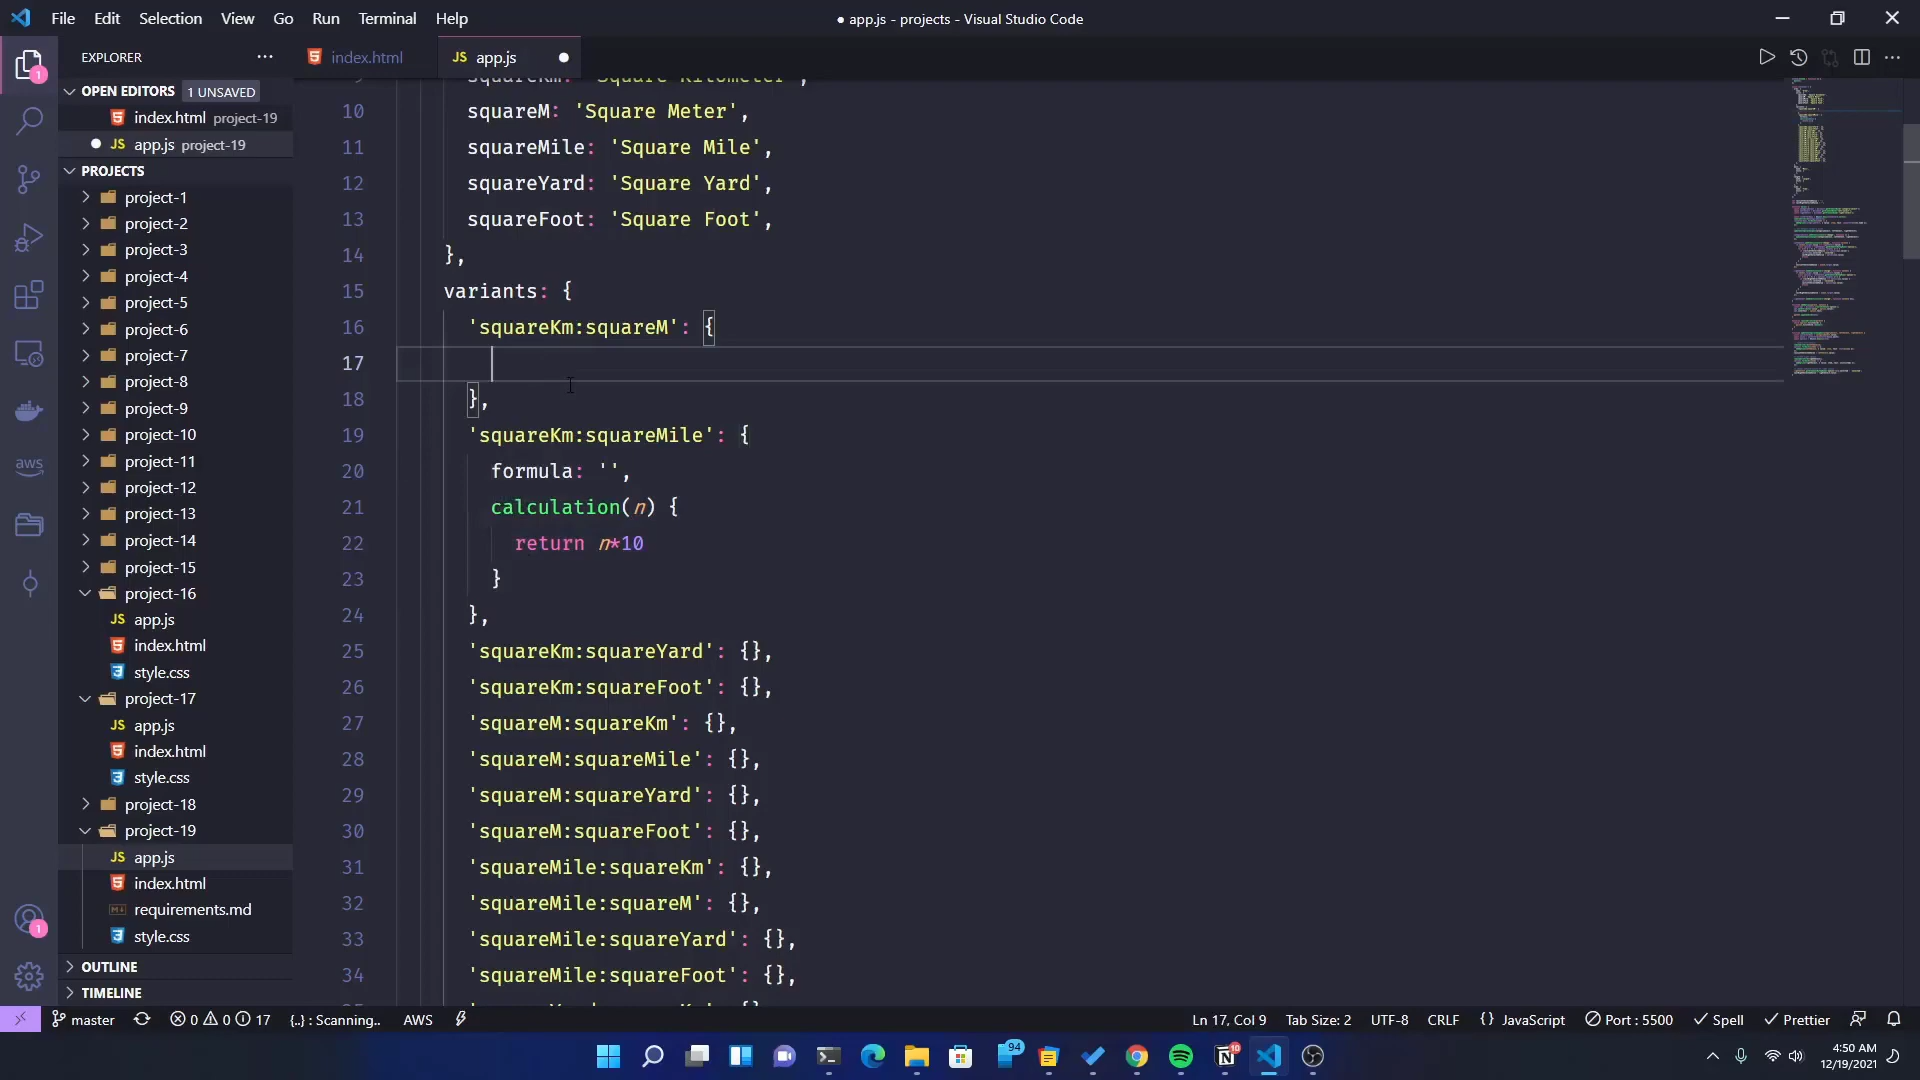 File Edit Selection View Go Run Terminal Help
● app.js - projects - Visual Studio Code
EXPLORER
index.html
JS app.js
OPEN EDITORS 1 UNSAVED
index.html project-19
JS app.js project-19
PROJECTS
project-1
project-2
project-3
project-4
project-5
project-6
project-7
project-8
project-9
project-10
project-11
project-12
project-13
project-14
project-15
project-16
JS app.js
index.html
style.css
project-17
JS app.js
index.html
style.css
project-18
project-19
JS app.js
index.html
requirements.md
style.css
OUTLINE
TIMELINE
aws
1
1
squareKm: 'Square Kilometer',
10 squareM: 'Square Meter',
11 squareMile: 'Square Mile',
12 squareYard: 'Square Yard',
13 squareFoot: 'Square Foot',
14 },
15 variants: {
16 'squareKm:squareM': {
17
18 },
19 'squareKm:squareMile': {
20 formula: '',
21 calculation(n) {
22 return n*10
23 }
24 },
25 'squareKm:squareYard': {},
26 'squareKm:squareFoot': {},
27 'squareM:squareKm': {},
28 'squareM:squareMile': {},
29 'squareM:squareYard': {},
30 'squareM:squareFoot': {},
31 'squareMile:squareKm': {},
32 'squareMile:squareM': {},
33 'squareMile:squareYard': {},
34 'squareMile:squareFoot': {},
master 0 0 17 {..} : Scanning.. AWS
Ln 17, Col 9 Tab Size: 2 UTF-8 CRLF {} JavaScript Port : 5500 Spell Prettier
94
10
4:50 AM
12/19/2021